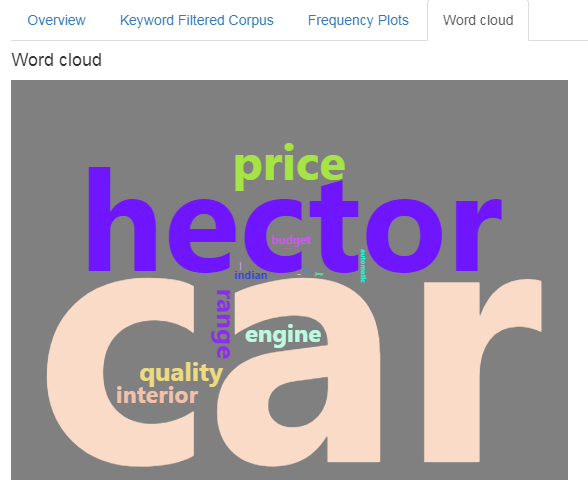 Overview Keyword Filtered Corpus Frequency Plots Word cloud
Word cloud
price
hector
budget
automatic
indian
range
engine
quality
interior
car